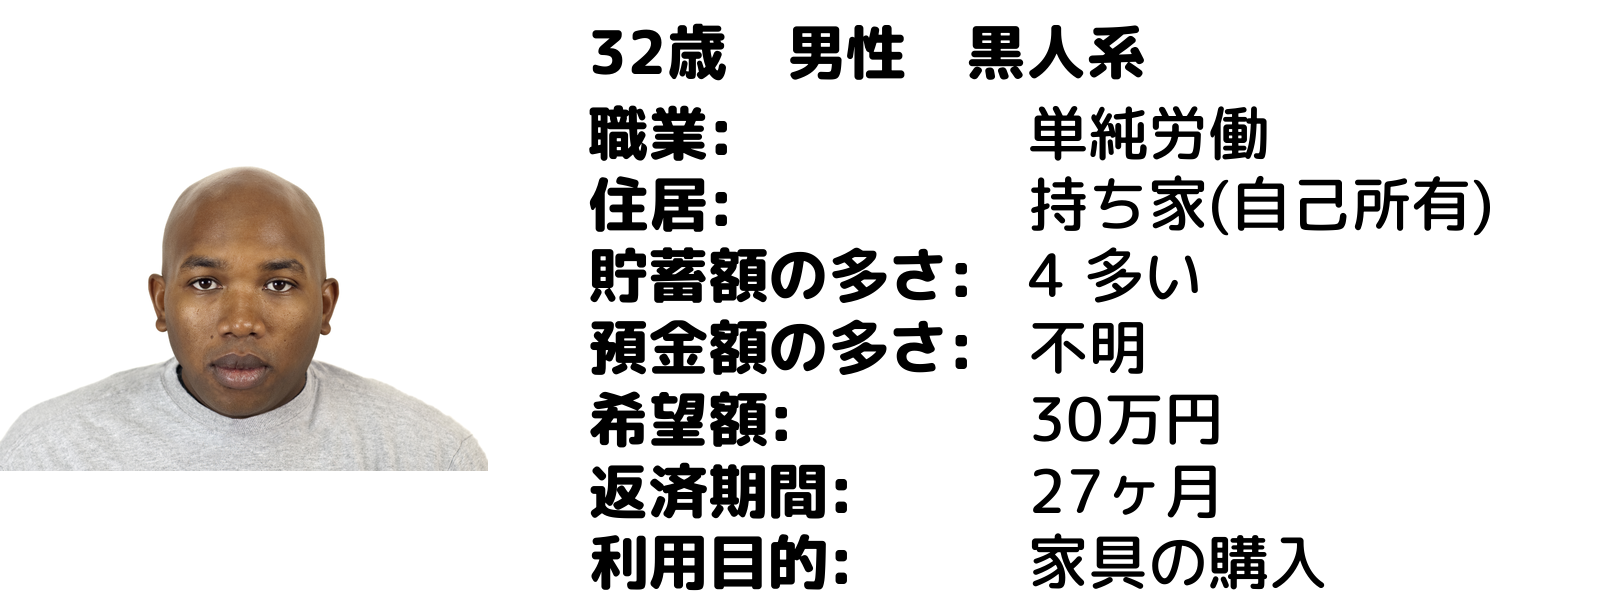 32歳　男性　黒人系
職業: 単純労働
住居: 持ち家(自己所有)
貯蓄額の多さ: 4 多い
預金額の多さ: 不明
希望額: 30万円
返済期間: 27ヶ月
利用目的: 家具の購入